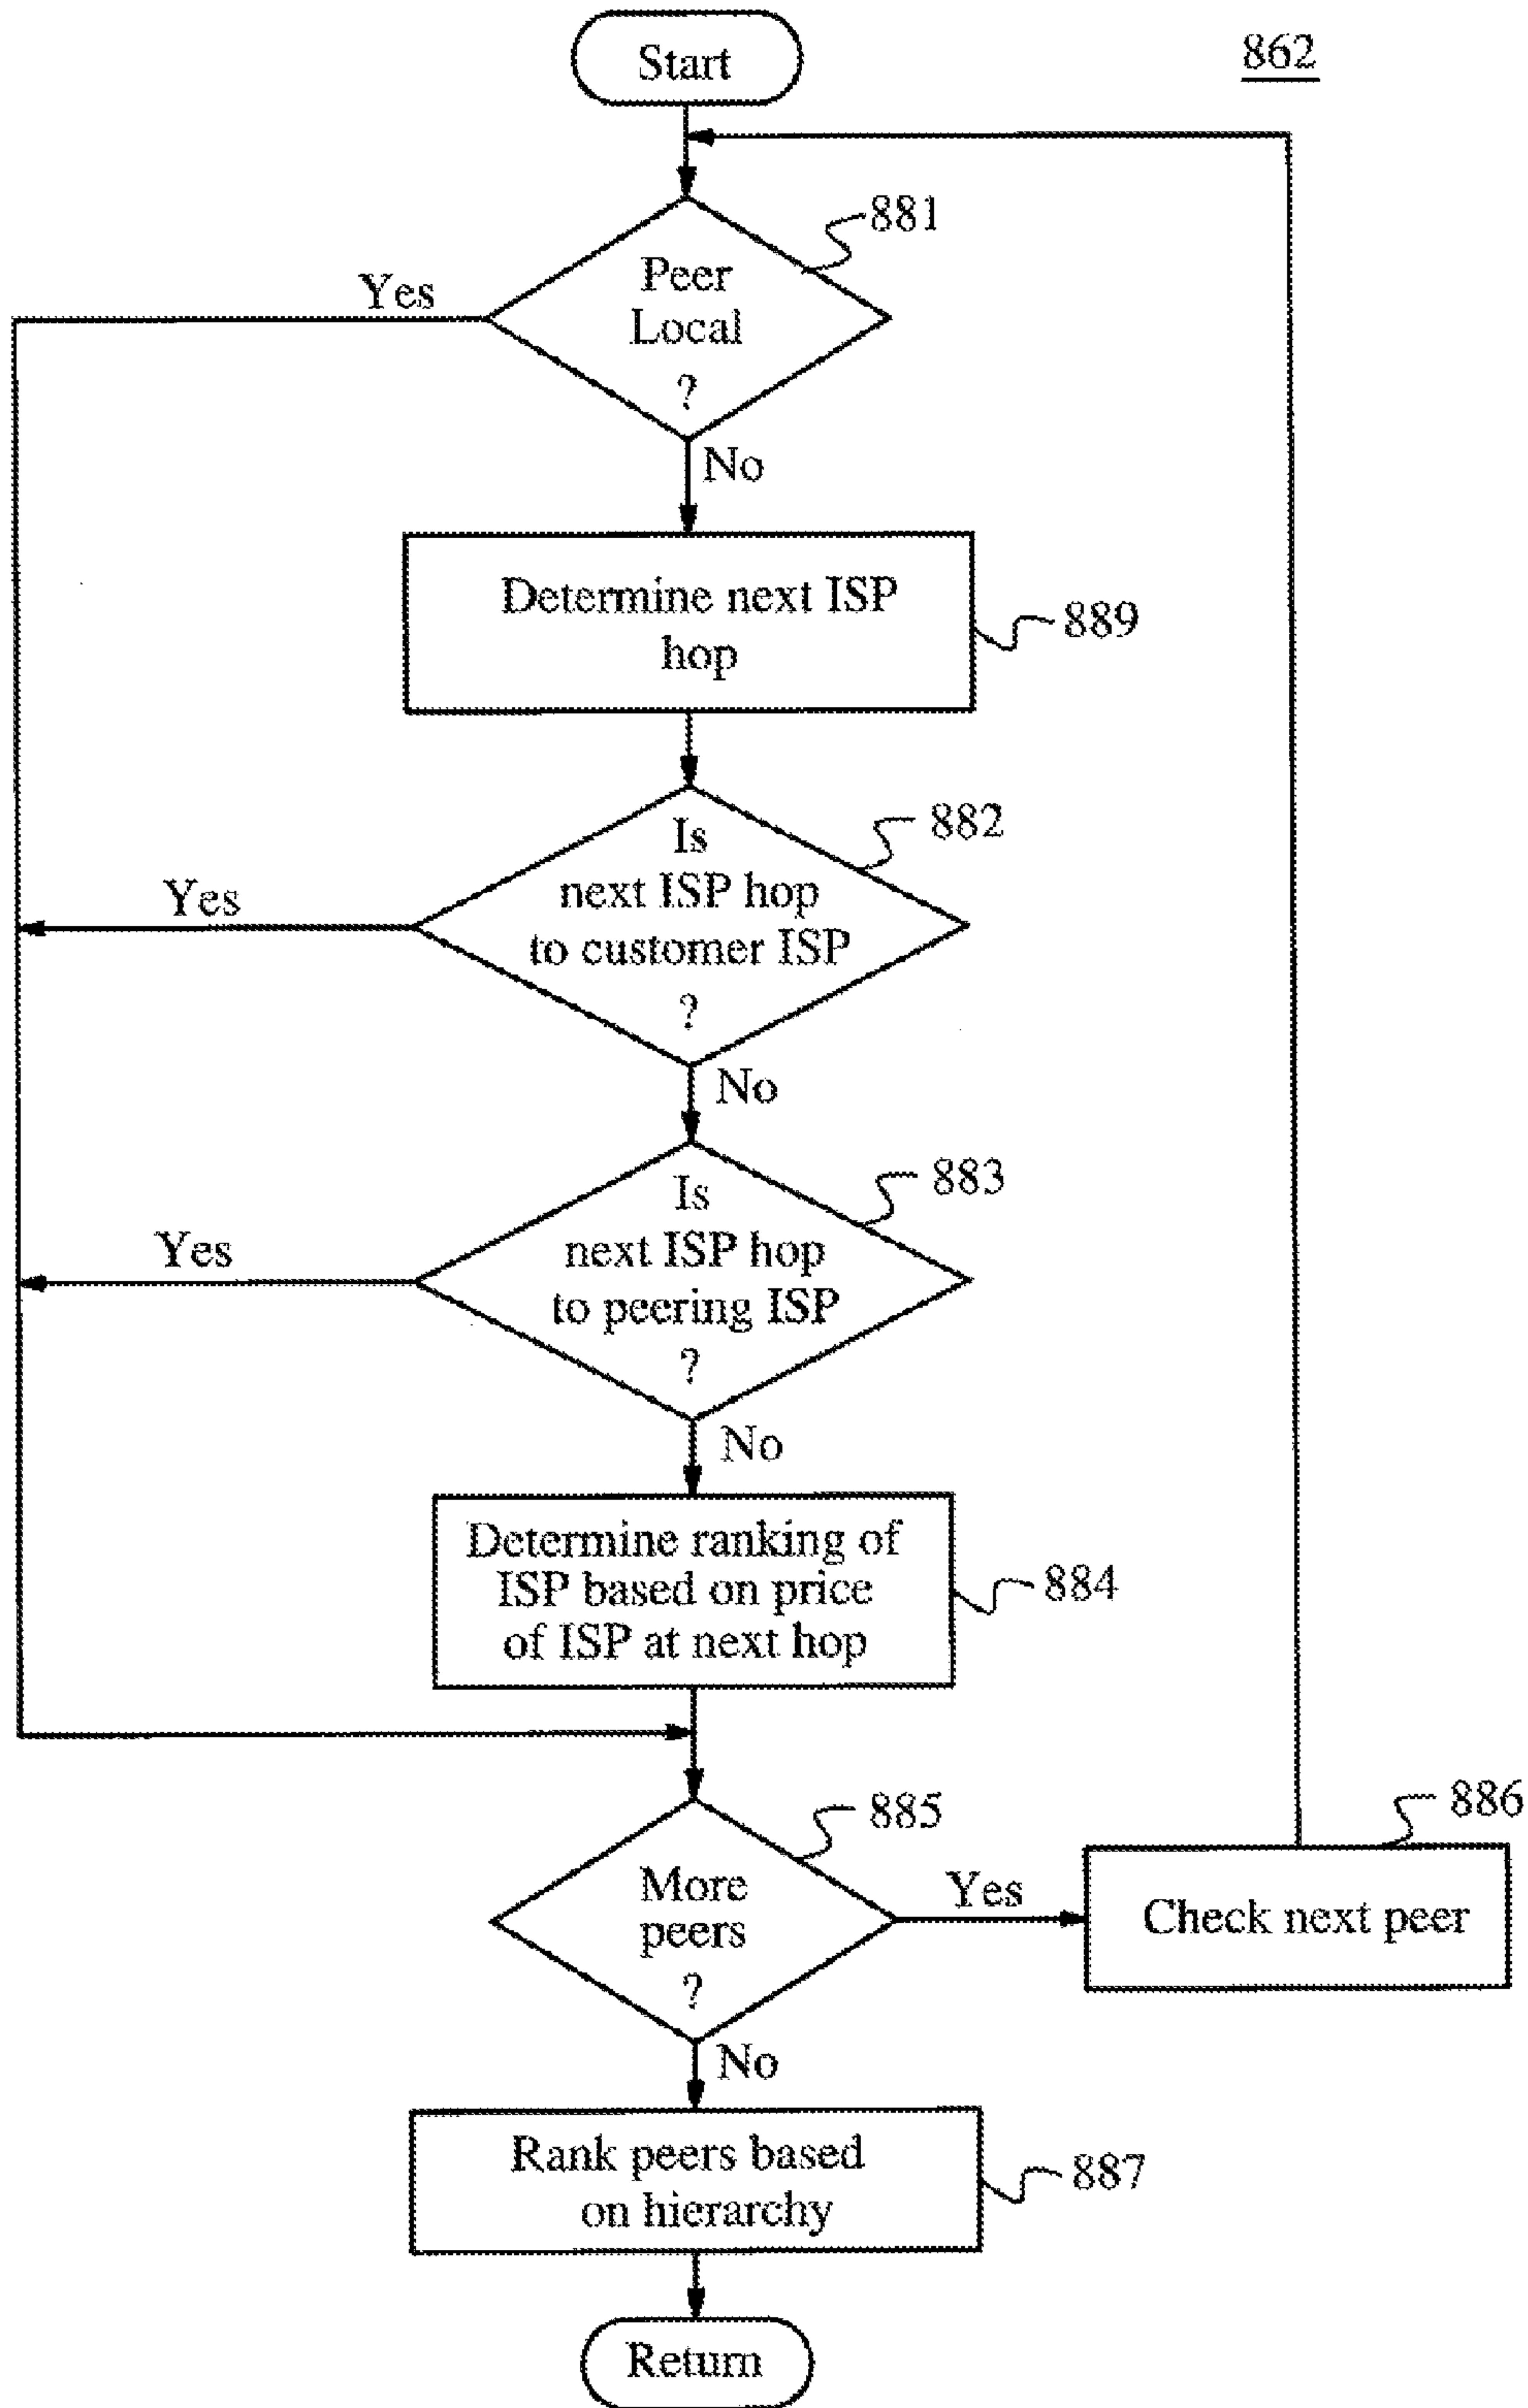 Start
862
881
Peer
Local
?
Yes
No
Determine next ISP
hop
889
882
Is
next ISP hop
to customer ISP
?
Yes
No
883
Is
next ISP hop
to peering ISP
?
Yes
No
Determine ranking of
ISP based on price
of ISP at next hop
884
885
More
peers
?
Yes
886
Check next peer
No
Rank peers based
on hierarchy
887
Return